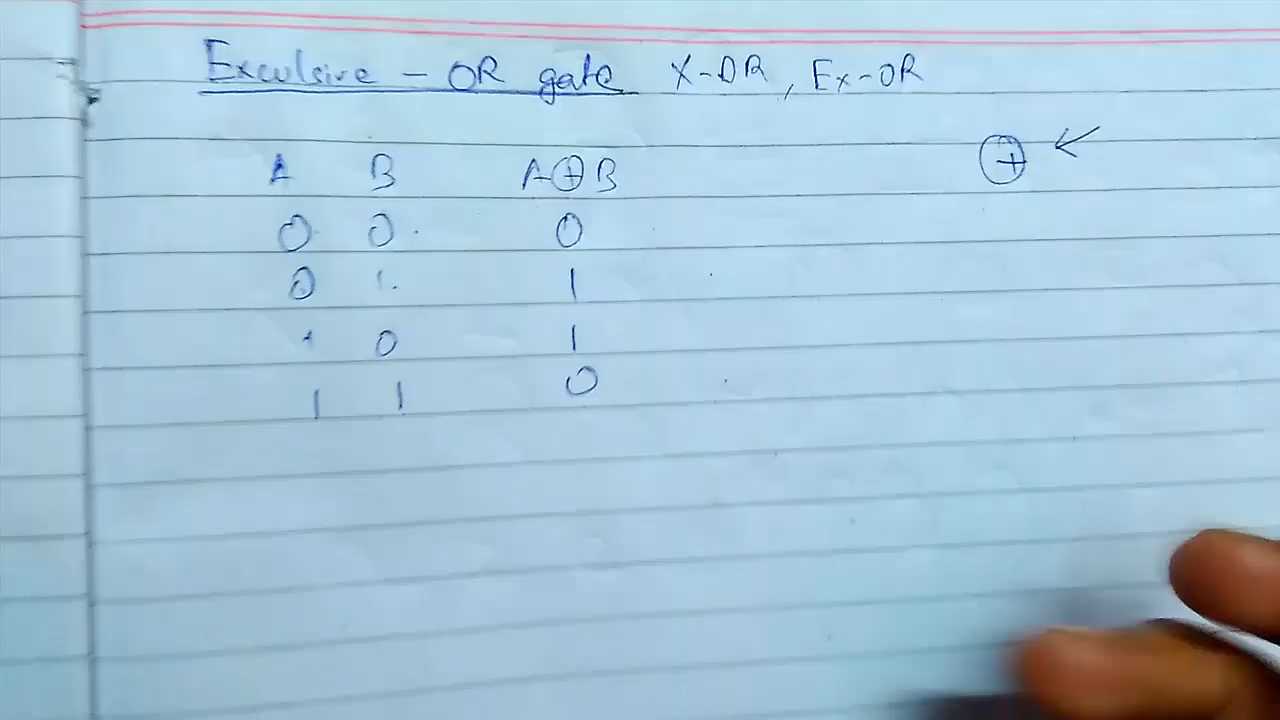 Exculsive - OR gate X-OR, Ex-OR
⊕ ←
A B A⊕B
0 0 0
0 1 1
1 0 1
1 1 0